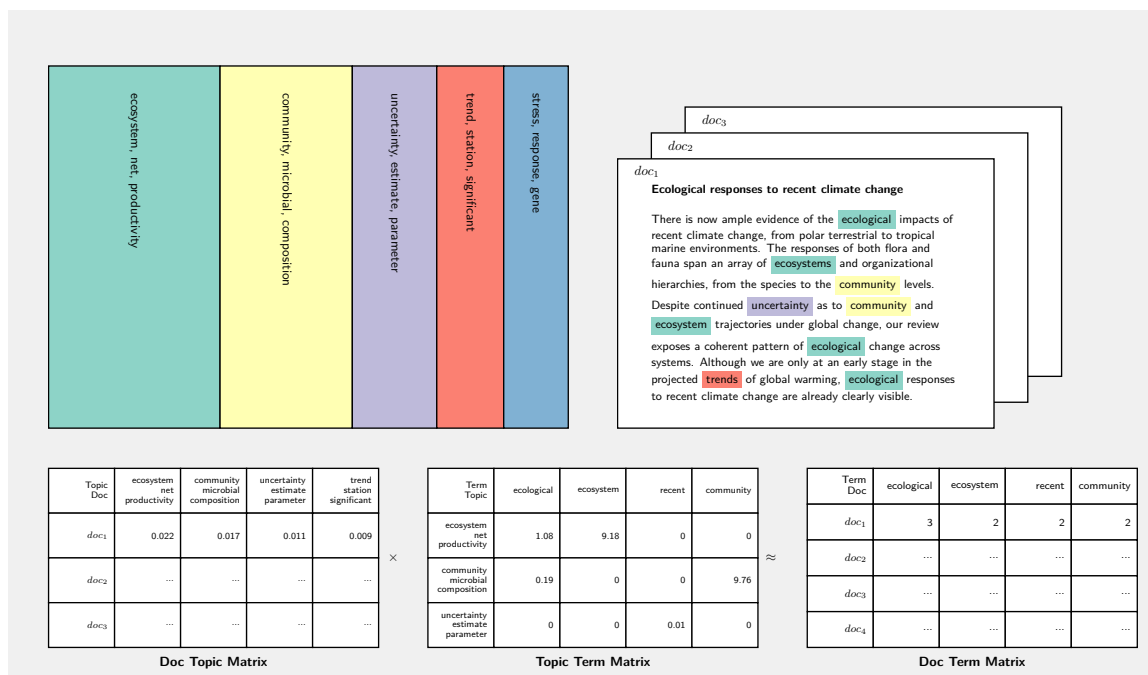 ecosystem, net, productivity
community, microbial, composition
uncertainty, estimate, parameter
trend, station, significant
stress, response, gene
doc3
doc2
doc1
Ecological responses to recent climate change
There is now ample evidence of the ecological impacts of
recent climate change, from polar terrestrial to tropical
marine environments. The responses of both flora and
fauna span an array of ecosystems and organizational
hierarchies, from the species to the community levels.
Despite continued uncertainty as to community and
ecosystem trajectories under global change, our review
exposes a coherent pattern of ecological change across
systems. Although we are only at an early stage in the
projected trends of global warming, ecological responses
to recent climate change are already clearly visible.
Topic
Doc
ecosystem
net
productivity
community
microbial
composition
uncertainty
estimate
parameter
trend
station
significant
doc1 0.022 0.017 0.011 0.009
doc2 ... ... ... ...
doc3 ... ... ... ...
Doc Topic Matrix
×
Term
Topic
ecological ecosystem recent community
ecosystem
net
productivity
1.08 9.18 0 0
community
microbial
composition
0.19 0 0 9.76
uncertainty
estimate
parameter
0 0 0.01 0
Topic Term Matrix
≈
Term
Doc
ecological ecosystem recent community
doc1 3 2 2 2
doc2 ... ... ... ...
doc3 ... ... ... ...
doc4 ... ... ... ...
Doc Term Matrix